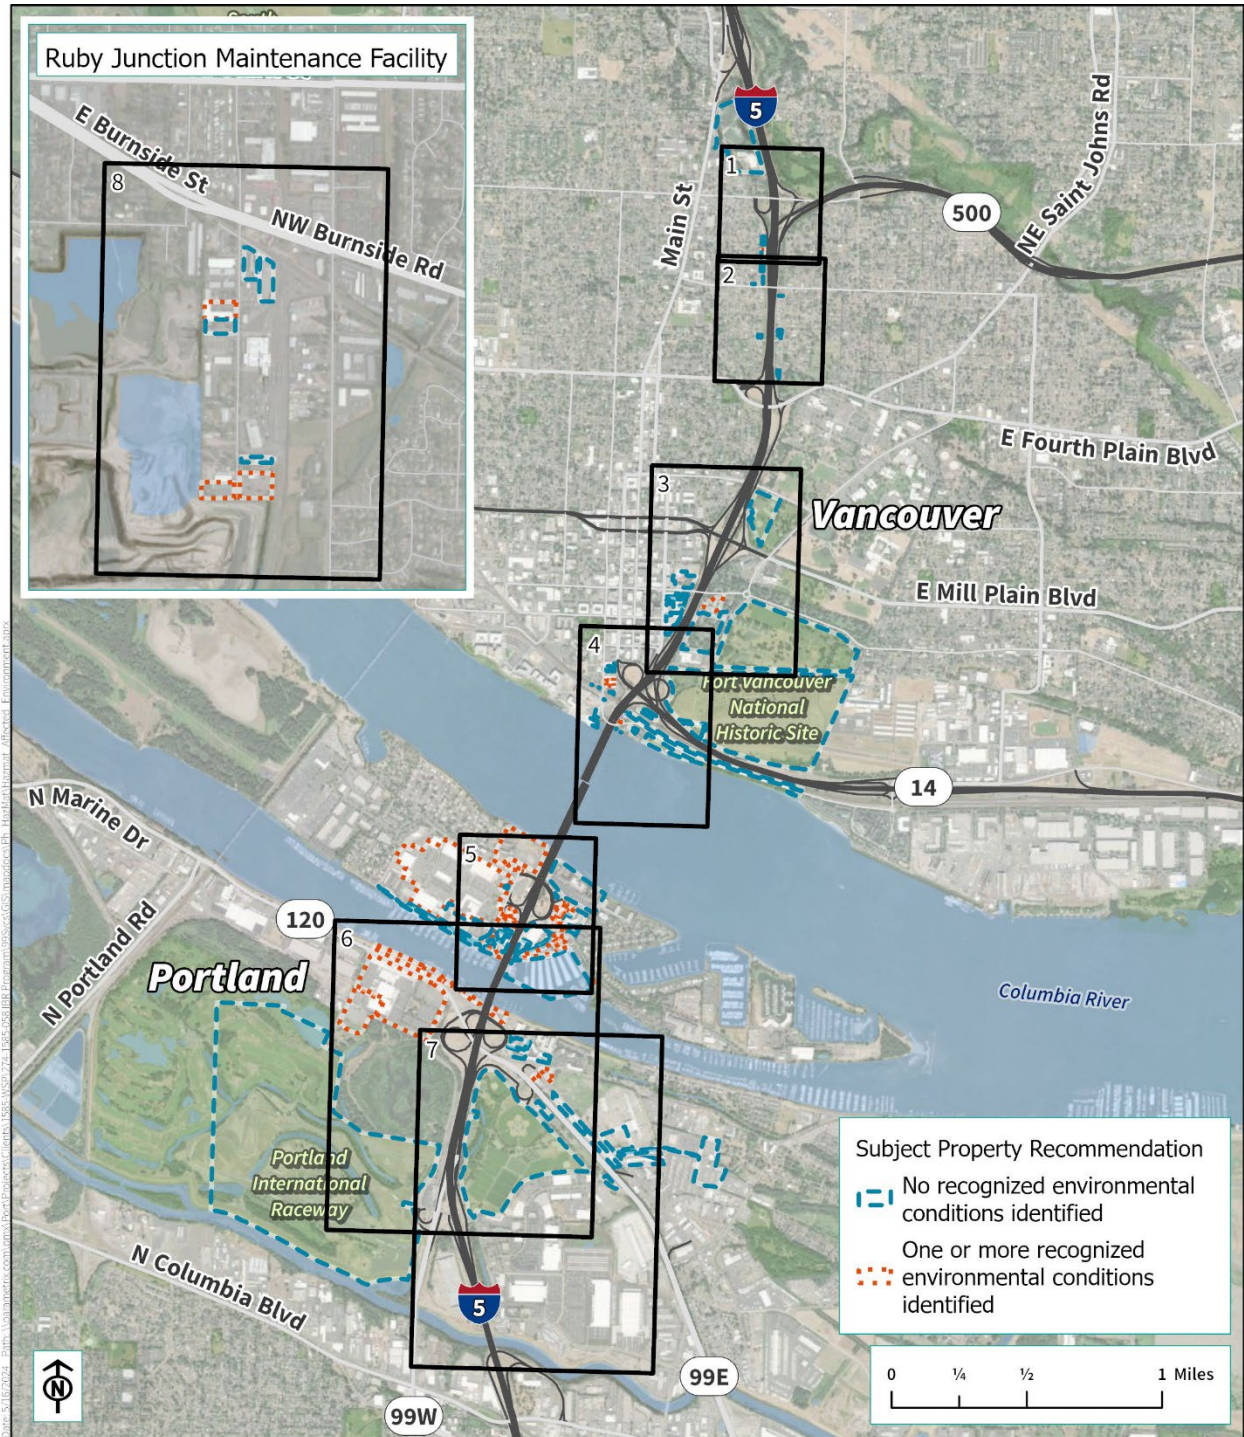 Ruby Junction Maintenance Facility
E Burnside St
NW Burnside Rd
8
5
1
2
Main St
500
NE Saint Johns Rd
E Fourth Plain Blvd
3
Vancouver
E Mill Plain Blvd
4
Fort Vancouver
National
Historic Site
14
N Marine Dr
N Portland Rd
120
5
6
Portland
Columbia River
7
Portland
International
Raceway
N Columbia Blvd
5
99E
99W
Subject Property Recommendation
No recognized environmental
conditions identified
One or more recognized
environmental conditions
identified
0 ¼ ½ 1 Miles
N
Date: 5/16/2024